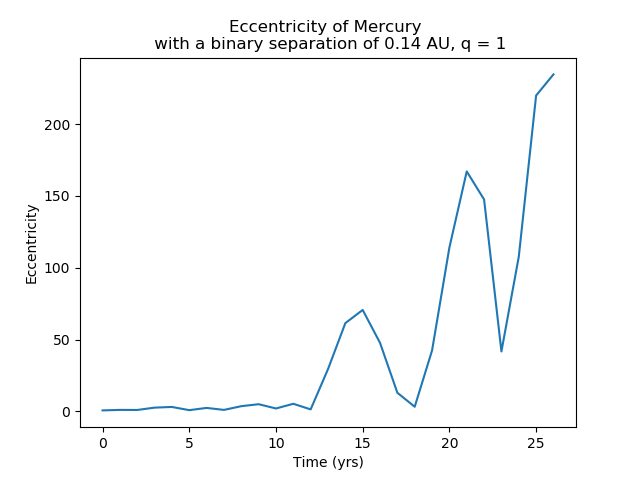 Eccentricity of Mercury
with a binary separation of 0.14 AU, q = 1
Eccentricity
200
150
100
50
0
0 5 10 15 20 25
Time (yrs)